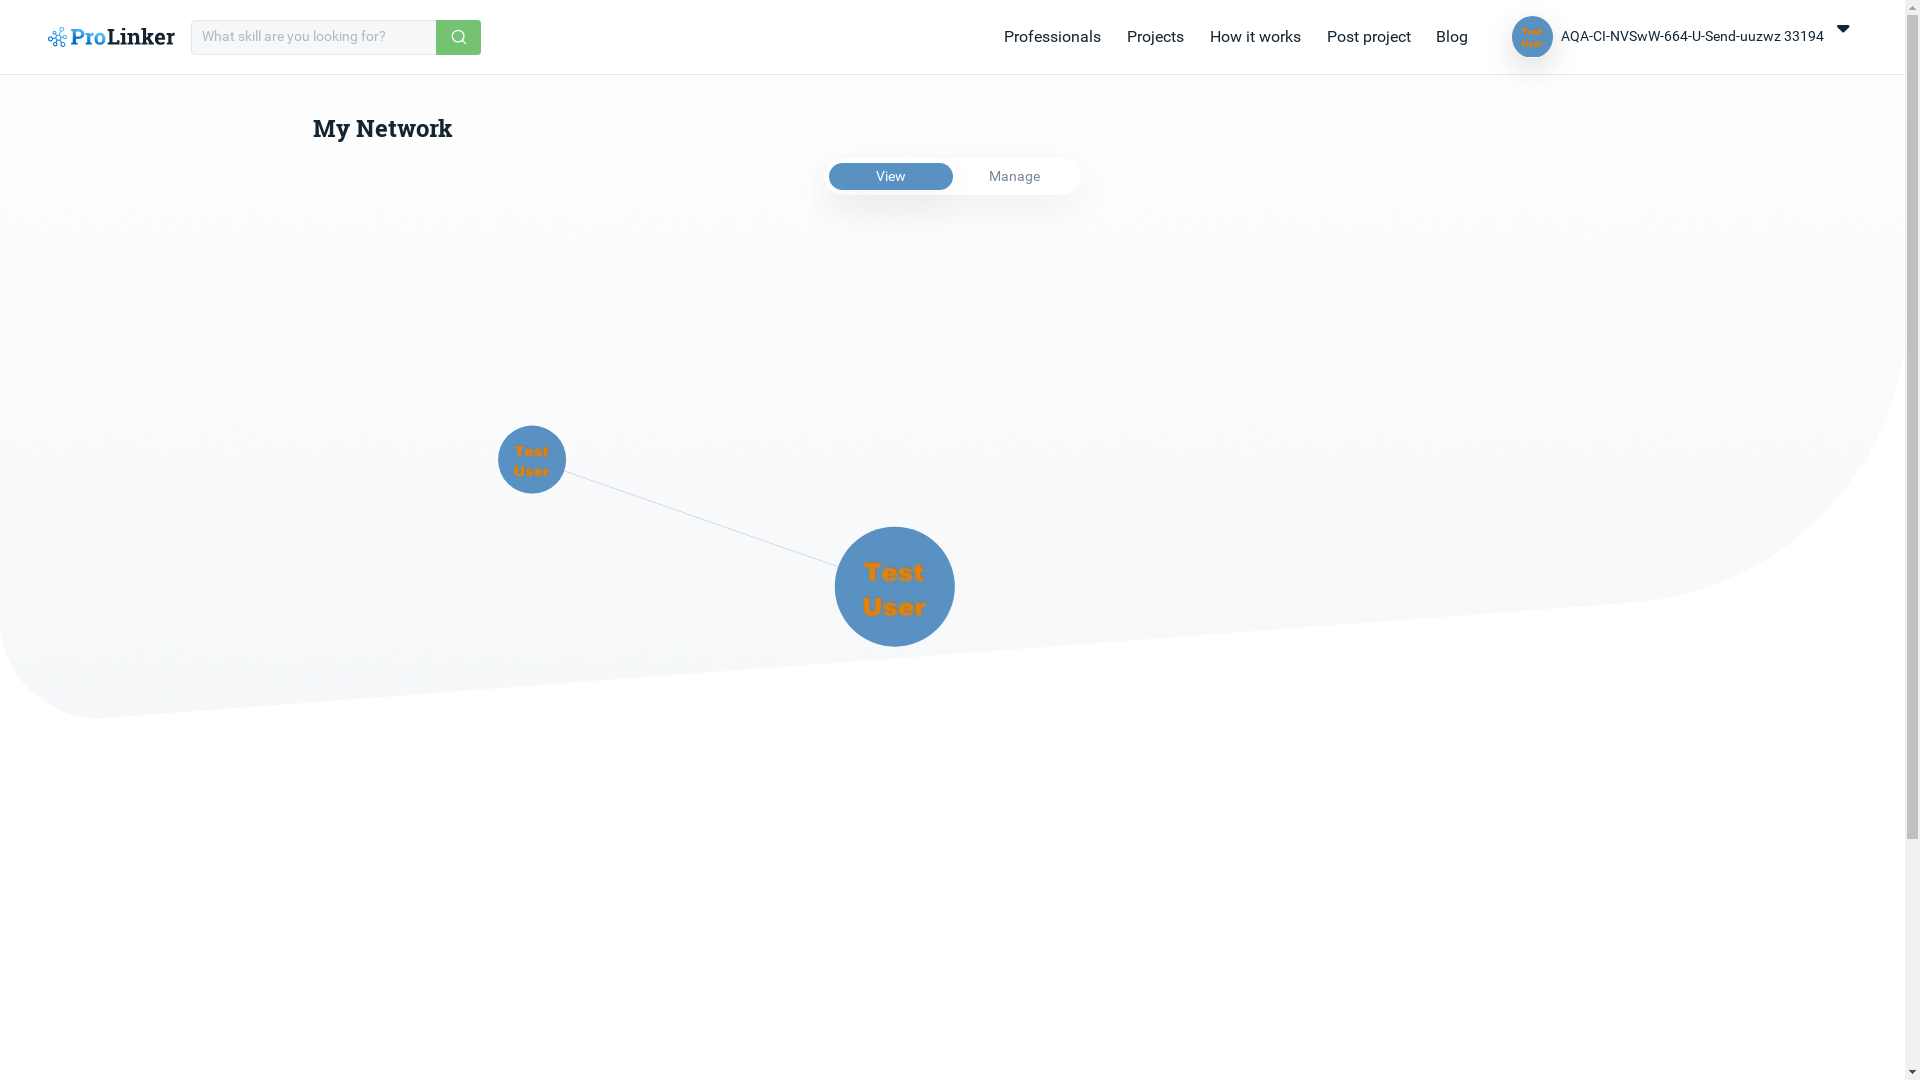 ProLinker
What skill are you looking for?
Professionals
Projects
How it works
Post project
Blog
Test
User
AQA-CI-NVSwW-664-U-Send-uuzwz 33194
My Network
View
Manage
Test
User
Test
User